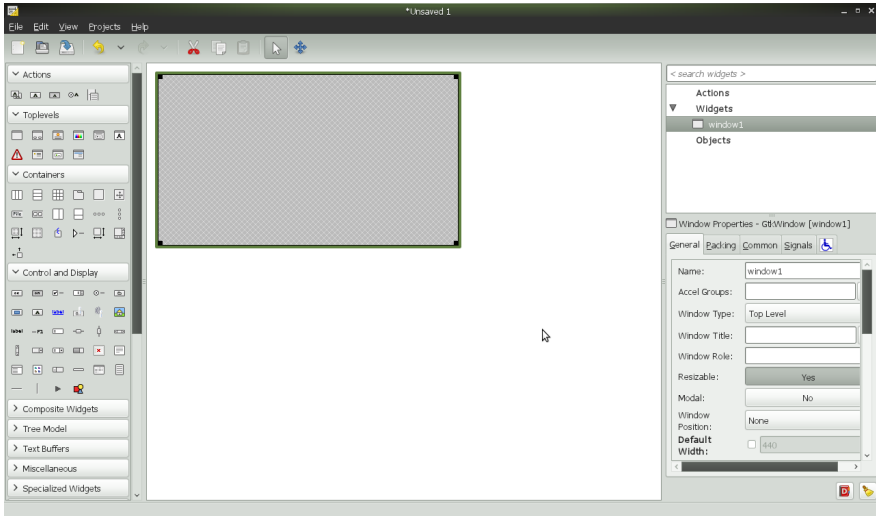 *Unsaved 1
File Edit View Projects Help
Actions
Toplevels
Containers
File
Control and Display
label
label
Composite Widgets
Tree Model
Text Buffers
Miscellaneous
Specialized Widgets
< search widgets >
Actions
Widgets
window1
Objects
Window Properties - GtkWindow [window1]
General Packing Common Signals
Name: window1
Accel Groups:
Window Type: Top Level
Window Title:
Window Role:
Resizable: Yes
Modal: No
Window Position: None
Default Width: 440
D